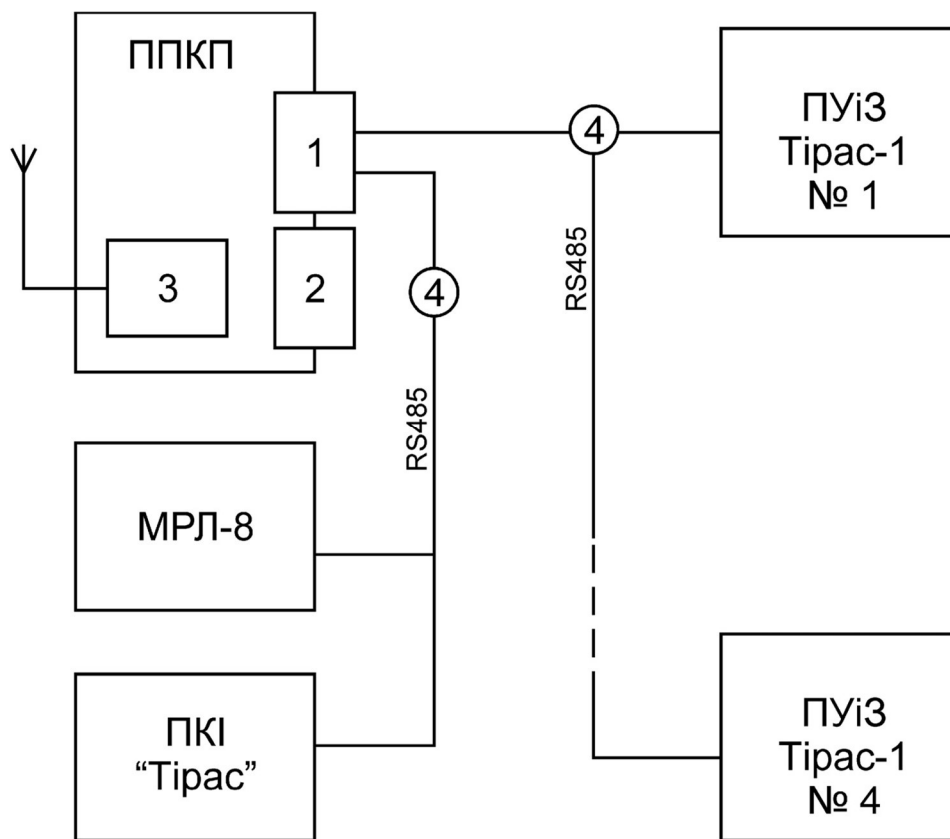 ППКП
1
2
3
4
4
RS485
RS485
ПУіЗ
Тірас-1
№ 1
МРЛ-8
ПКІ
“Тірас”
ПУіЗ
Тірас-1
№ 4